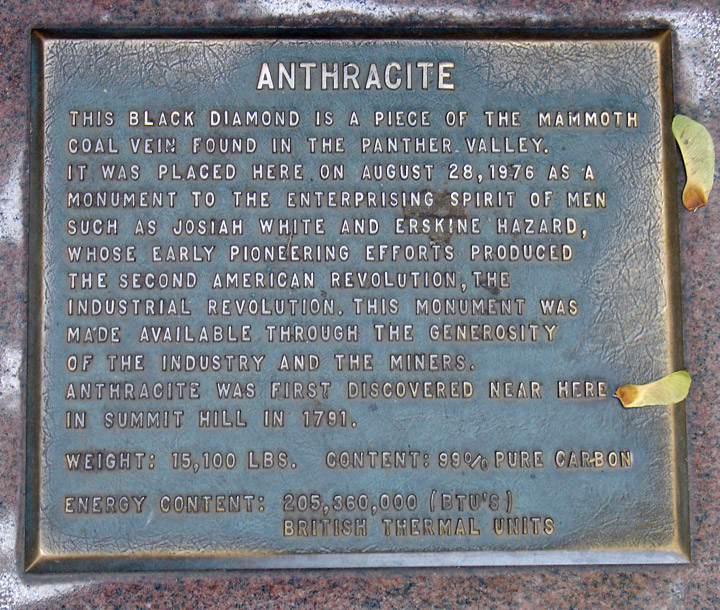 ANTHRACITE
THIS BLACK DIAMOND IS A PIECE OF THE MAMMOTH
COAL VEIN FOUND IN THE PANTHER VALLEY.
IT WAS PLACED HERE ON AUGUST 28, 1976 AS A
MONUMENT TO THE ENTERPRISING SPIRIT OF MEN
SUCH AS JOSIAH WHITE AND ERSKINE HAZARD,
WHOSE EARLY PIONEERING EFFORTS PRODUCED
THE SECOND AMERICAN REVOLUTION, THE
INDUSTRIAL REVOLUTION. THIS MONUMENT WAS
MADE AVAILABLE THROUGH THE GENEROSITY
OF THE INDUSTRY AND THE MINERS.
ANTHRACITE WAS FIRST DISCOVERED NEAR HERE
IN SUMMIT HILL IN 1791.
WEIGHT: 15,100 LBS. CONTENT: 99% PURE CARBON
ENERGY CONTENT: 205,360,000 (BTU'S)
BRITISH THERMAL UNITS